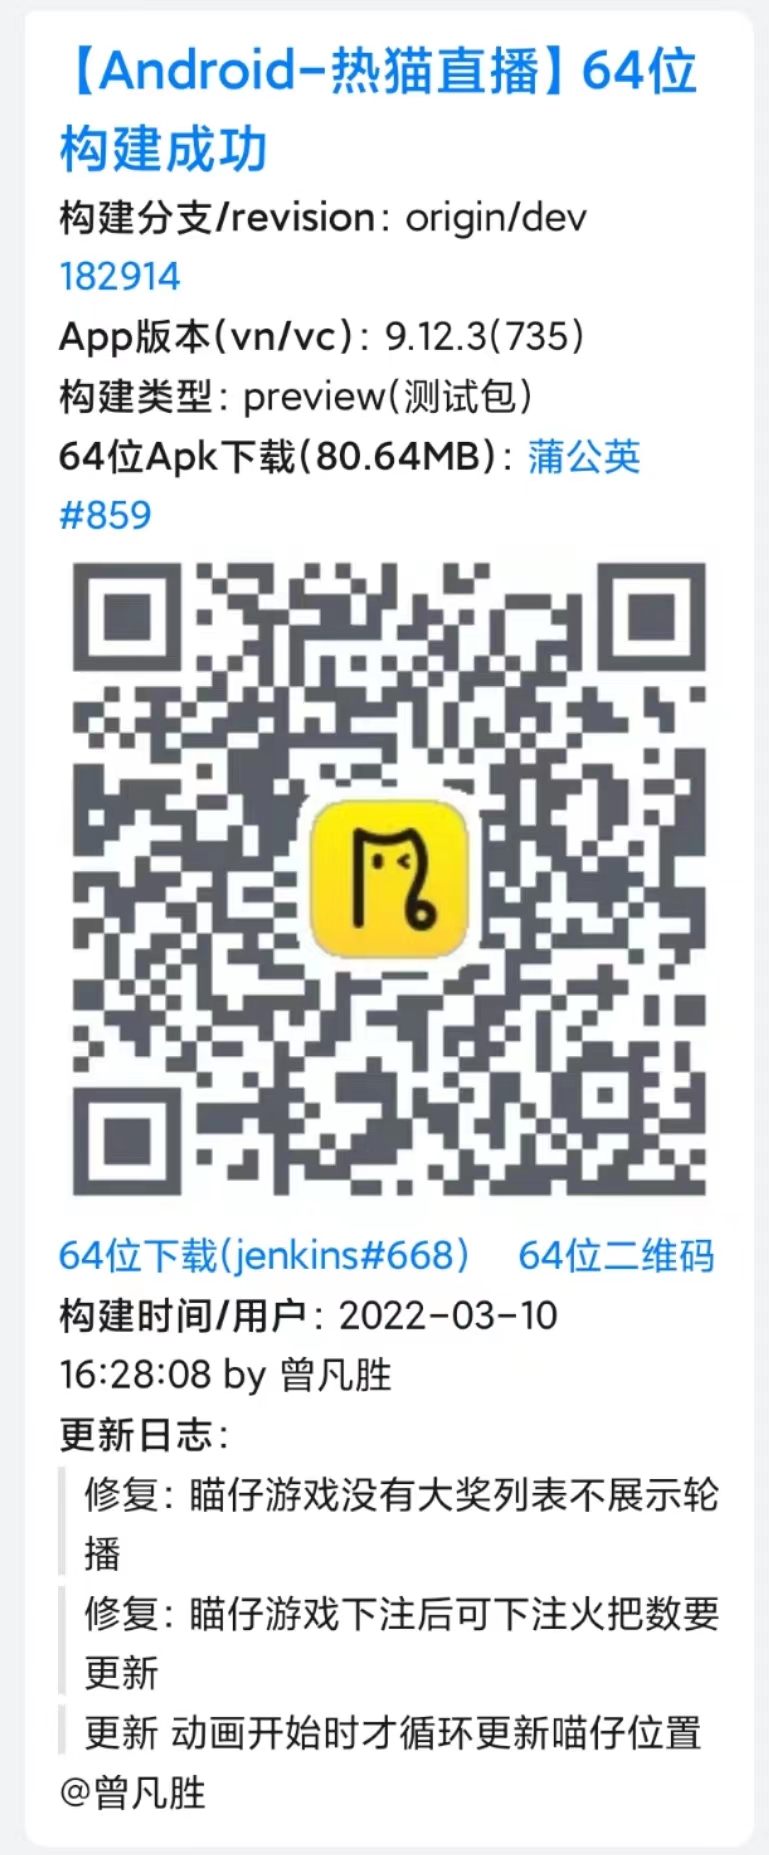 【Android-热猫直播】64位
构建成功
构建分支/revision: origin/dev
182914
App版本(vn/vc): 9.12.3(735)
构建类型: preview(测试包)
64位Apk下载(80.64MB): 蒲公英
#859
64位下载(jenkins#668) 64位二维码
构建时间/用户: 2022-03-10
16:28:08 by 曾凡胜
更新日志:
修复: 瞄仔游戏没有大奖列表不展示轮
播
修复: 瞄仔游戏下注后可下注火把数要
更新
更新 动画开始时才循环更新喵仔位置
@曾凡胜